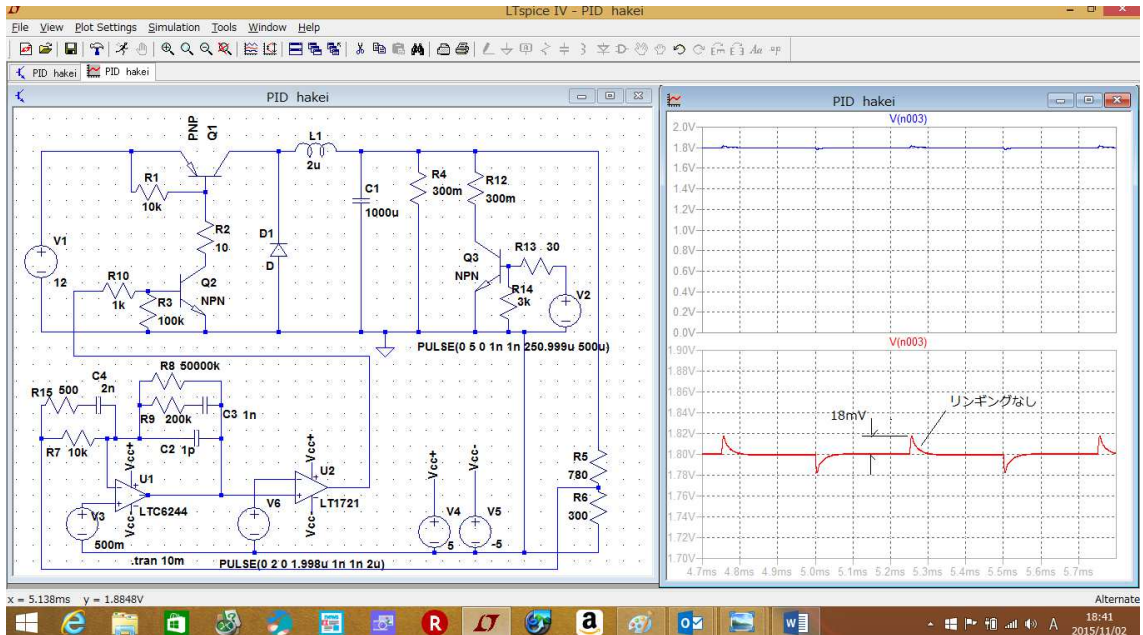 LTspice IV - PID hakei
File View Plot Settings Simulation Tools Window Help
PID hakei
PID hakei
PID hakei
PNP
Q1
L1
2u
R1
10k
R2
10
D1
D
C1
1000u
R4
300m
R12
300m
Q3
NPN
R13 30
R14
3k
V2
V1
12
R10
1k
R3
100k
Q2
NPN
PULSE(0 5 0 1n 1n 250.999u 500u)
R8 50000k
C4
2n
R15 500
R9 200k
C3 1n
R7 10k
C2 1p
Vcc+
Vcc+
Vcc+
Vcc-
U1
LTC6244
Vcc-
U2
LT1721
Vcc-
V3
500m
V6
V4
5
V5
-5
R5
780
R6
300
.tran 10m
PULSE(0 2 0 1.998u 1n 1n 2u)
PID hakei
V(n003)
2.0V
1.8V
1.6V
1.4V
1.2V
1.0V
0.8V
0.6V
0.4V
0.2V
0.0V
V(n003)
1.90V
1.88V
1.86V
1.84V
1.82V
1.80V
1.78V
1.76V
1.74V
1.72V
1.70V
18mV
リンギングなし
4.7ms 4.8ms 4.9ms 5.0ms 5.1ms 5.2ms 5.3ms 5.4ms 5.5ms 5.6ms 5.7ms
x = 5.138ms y = 1.8848V
Alternate
A
18:41
2015/11/02